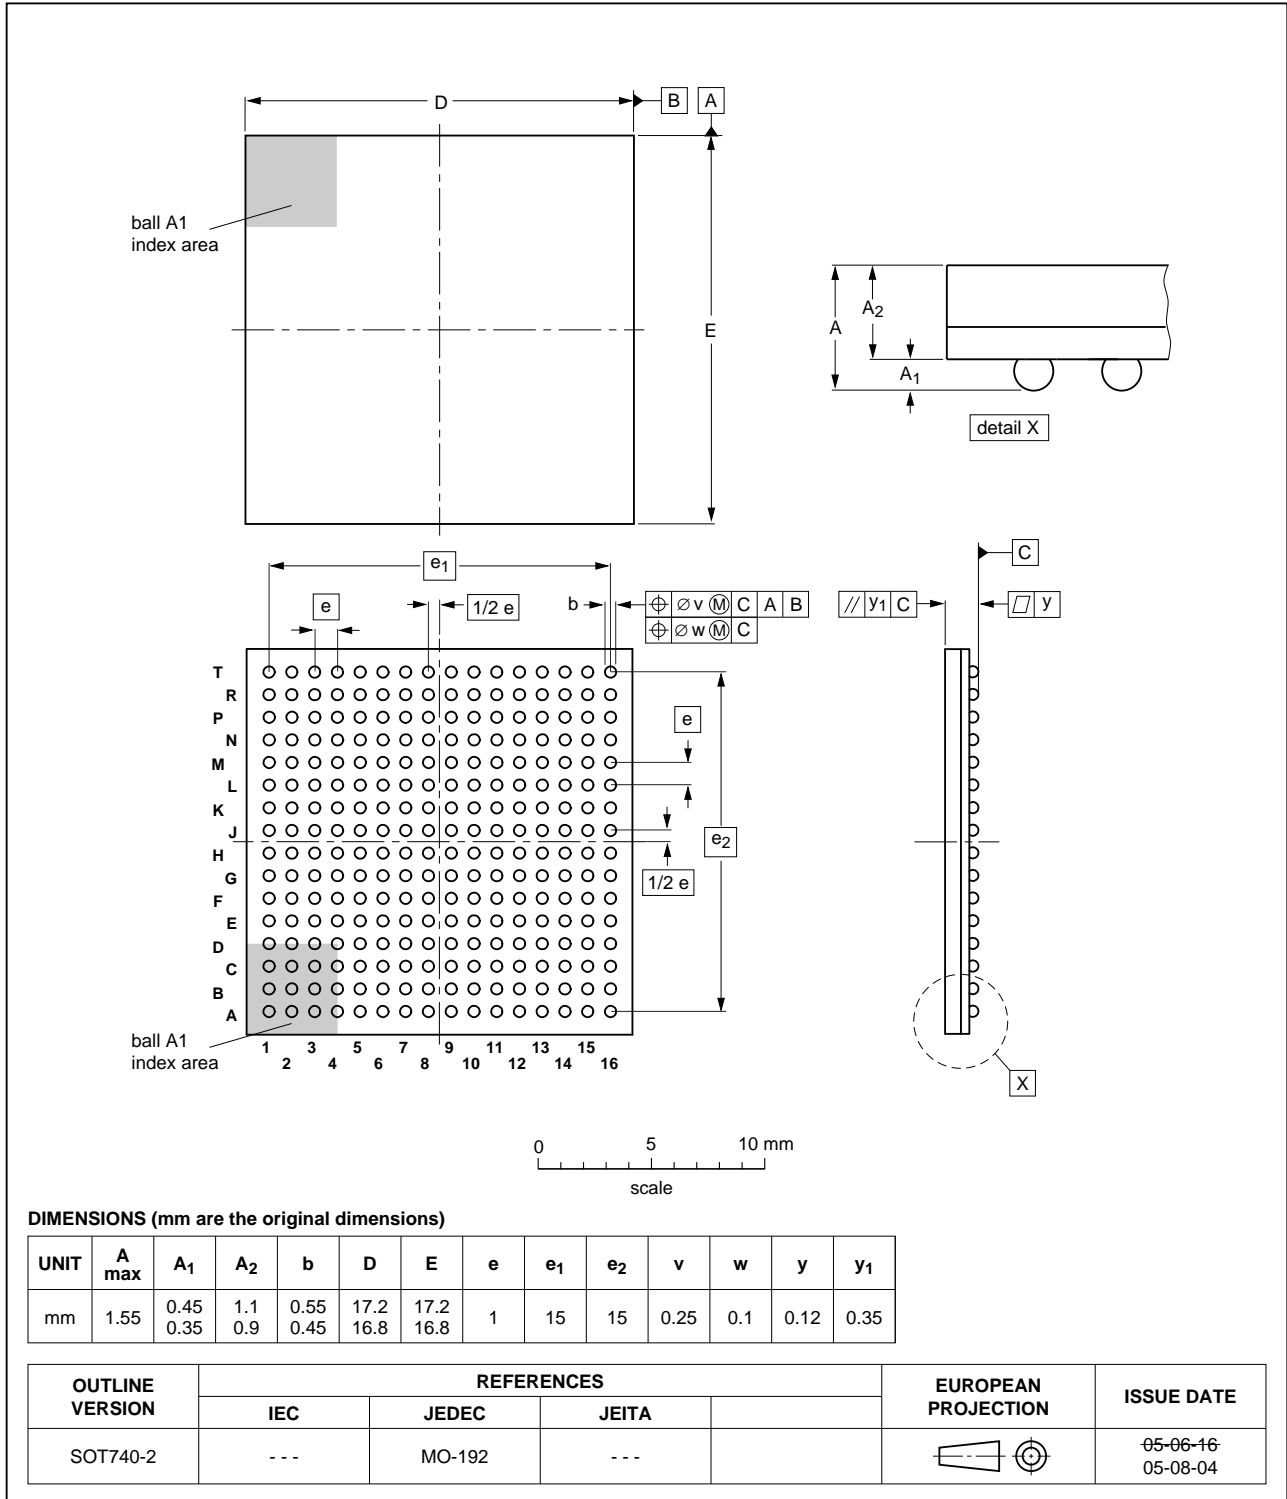 D
B
A
ball A1
index area
E
A
A2
A1
detail X
e1
e
1/2 e
b
⌀ v Ⓜ C A B
⌀ w Ⓜ C
C
// y1 C
y
T
R
P
N
M
L
K
J
H
G
F
E
D
C
B
A
e
e2
1/2 e
ball A1
index area
1 3 5 7 9 11 13 15
2 4 6 8 10 12 14 16
X
0 5 10 mm
scale
DIMENSIONS (mm are the original dimensions)
UNIT A max A1 A2 b D E e e1 e2 v w y y1
mm 1.55 0.45 0.35 1.1 0.9 0.55 0.45 17.2 16.8 17.2 16.8 1 15 15 0.25 0.1 0.12 0.35
OUTLINE VERSION REFERENCES EUROPEAN PROJECTION ISSUE DATE
IEC JEDEC JEITA
SOT740-2 - - - MO-192 - - - 05-06-16
05-08-04